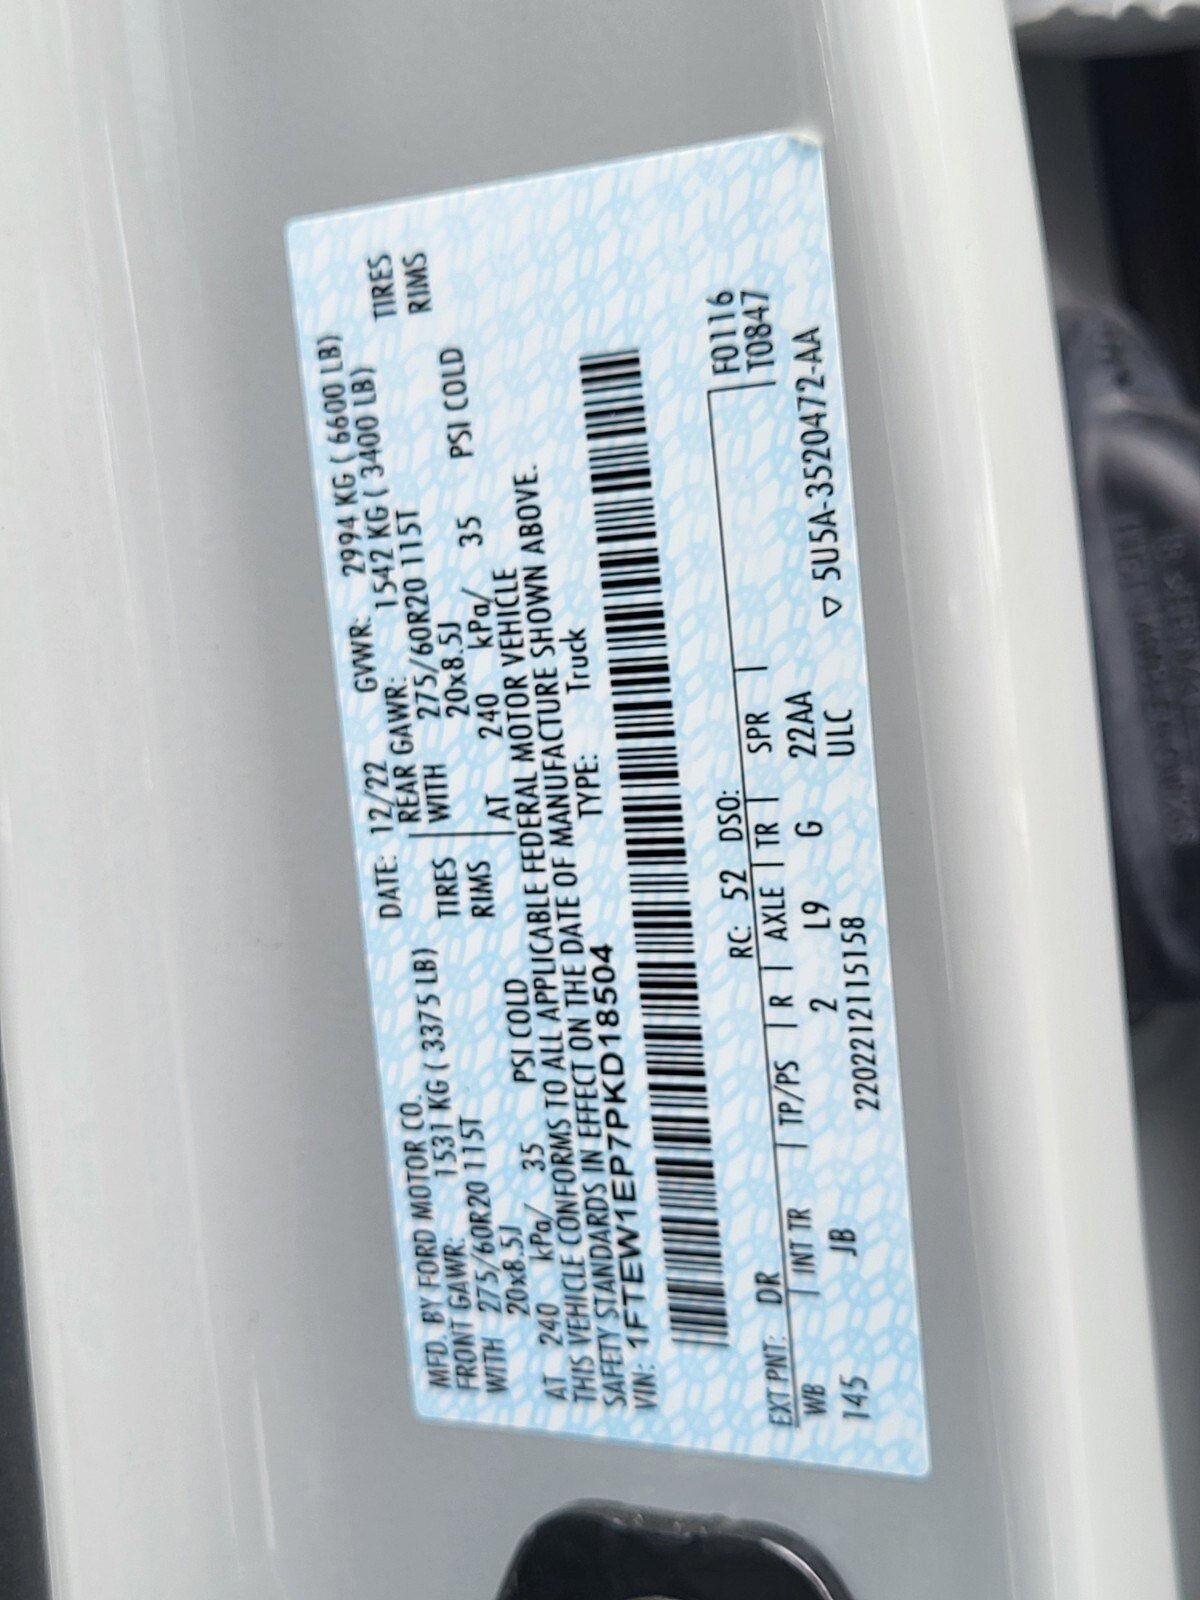 MFD. BY FORD MOTOR CO. DATE: 12/22 GVWR: 2994 KG ( 6600 LB)
FRONT GAWR: 1531 KG ( 3375 LB) REAR GAWR: 1542 KG ( 3400 LB)
WITH 275/60R20 115T TIRES WITH 275/60R20 115T TIRES
20x8.5J RIMS 20x8.5J RIMS
AT 240 kPa/ 35 PSI COLD AT 240 kPa/ 35 PSI COLD
THIS VEHICLE CONFORMS TO ALL APPLICABLE FEDERAL MOTOR VEHICLE
SAFETY STANDARDS IN EFFECT ON THE DATE OF MANUFACTURE SHOWN ABOVE.
VIN: 1FTEW1EP7PKD18504 TYPE: Truck
EXT PNT: DR RC: 52 DSO: F0116
WB INT TR TP/PS R AXLE TR SPR T0847
145 JB 2 L9 G 22AA ▽ 5U5A-3520472-AA
220221211​5158 ULC